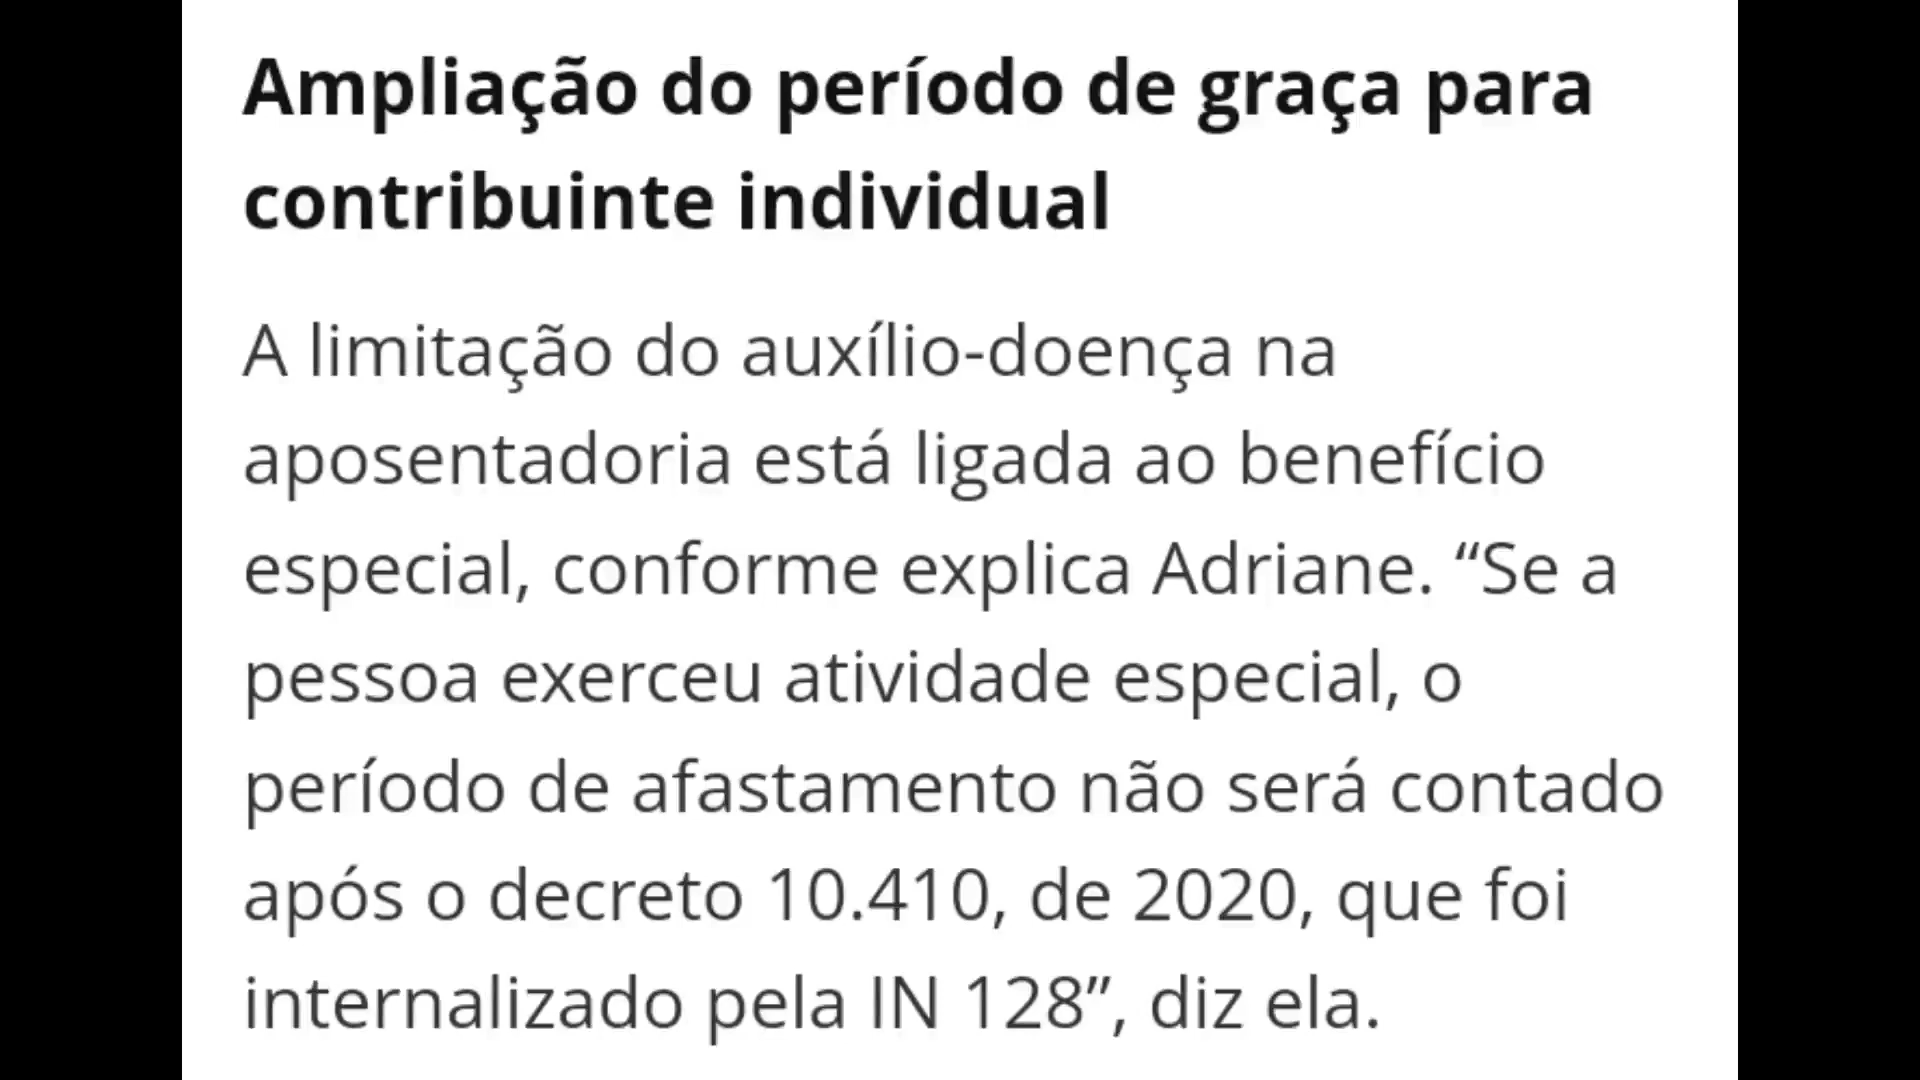 Ampliação do período de graça para
contribuinte individual
A limitação do auxílio-doença na
aposentadoria está ligada ao benefício
especial, conforme explica Adriane. “Se a
pessoa exerceu atividade especial, o
período de afastamento não será contado
após o decreto 10.410, de 2020, que foi
internalizado pela IN 128”, diz ela.